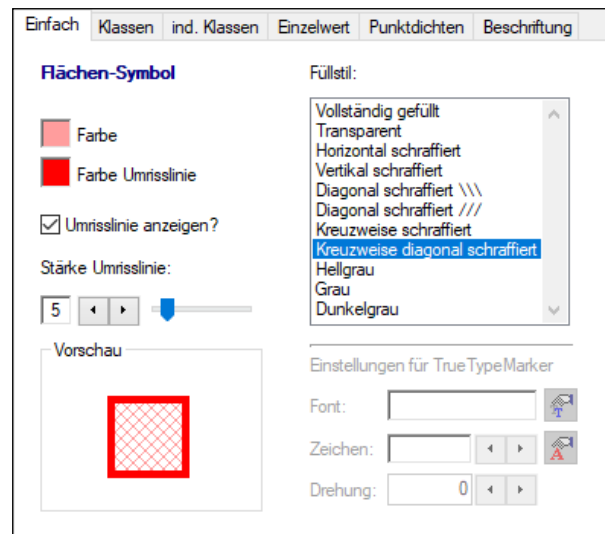 Einfach Klassen ind. Klassen Einzelwert Punktdichten Beschriftung
Flächen-Symbol
Farbe
Farbe Umrisslinie
Umrisslinie anzeigen?
Stärke Umrisslinie:
5
Vorschau
Füllstil:
Vollständig gefüllt
Transparent
Horizontal schraffiert
Vertikal schraffiert
Diagonal schraffiert \\\
Diagonal schraffiert ///
Kreuzweise schraffiert
Kreuzweise diagonal schraffiert
Hellgrau
Grau
Dunkelgrau
Einstellungen für TrueTypeMarker
Font:
T
Zeichen:
A
Drehung: 0